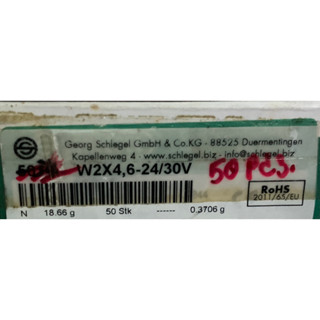 Georg Schlegel GmbH & Co.KG - 88525 Duermentingen
Kapellenweg 4 - www.schlegel.biz - info@schlegel.biz
W2X4,6-24/30V
50 PCS.
RoHS
2011/65/EU
N 18.66 g 50 Stk ------ 0,3706 g